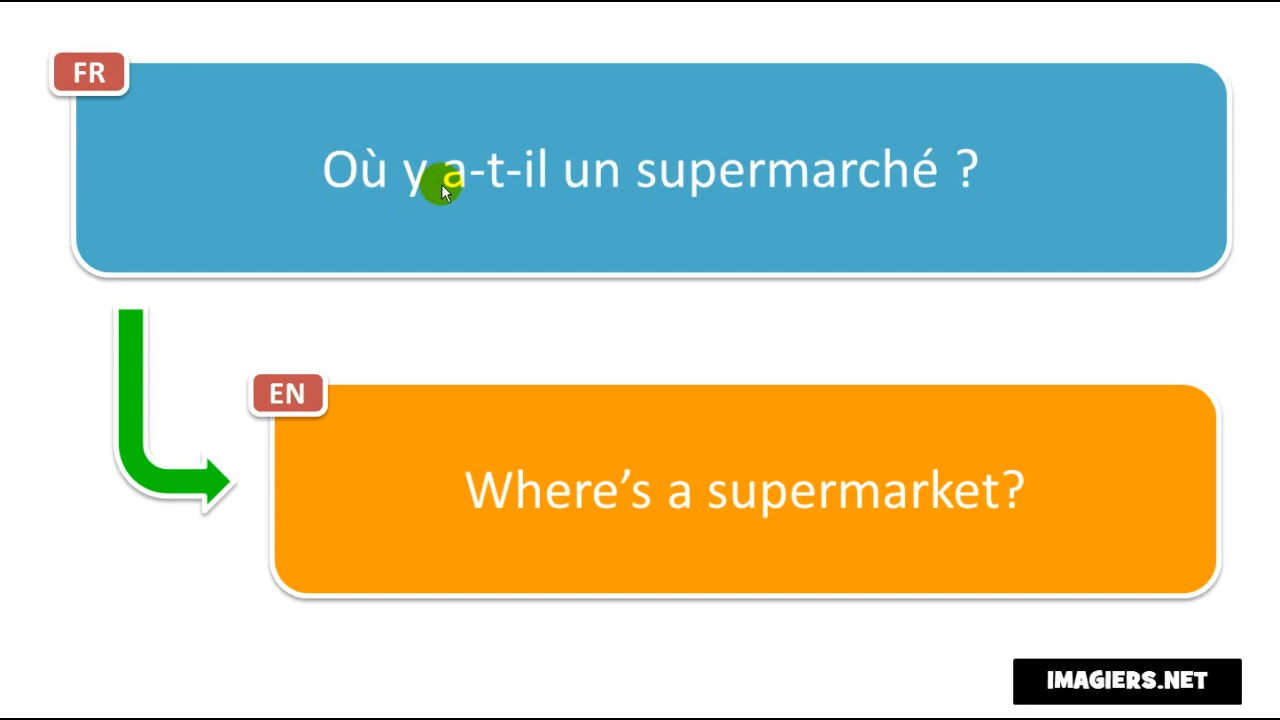 FR
Où y a-t-il un supermarché ?
EN
Where’s a supermarket?
IMAGIERS.NET